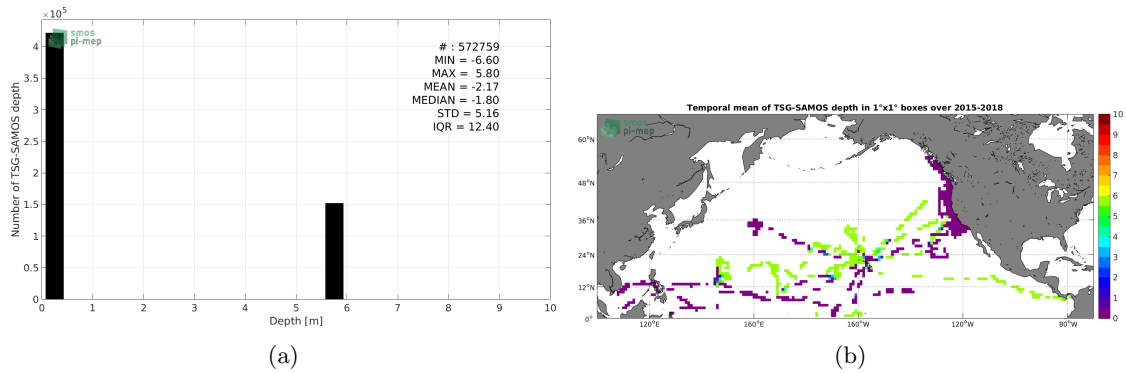 ×10⁵
smos
pi-mep
# : 572759
MIN = -6.60
MAX = 5.80
MEAN = -2.17
MEDIAN = -1.80
STD = 5.16
IQR = 12.40
Number of TSG-SAMOS depth
4
3.5
3
2.5
2
1.5
1
0.5
0
0 1 2 3 4 5 6 7 8 9 10
Depth [m]
(a)
Temporal mean of TSG-SAMOS depth in 1°x1° boxes over 2015-2018
smos
pi-mep
60°N
48°N
36°N
24°N
12°N
0°
120°E 160°E 160°W 120°W 80°W
10
9
8
7
6
5
4
3
2
1
0
(b)